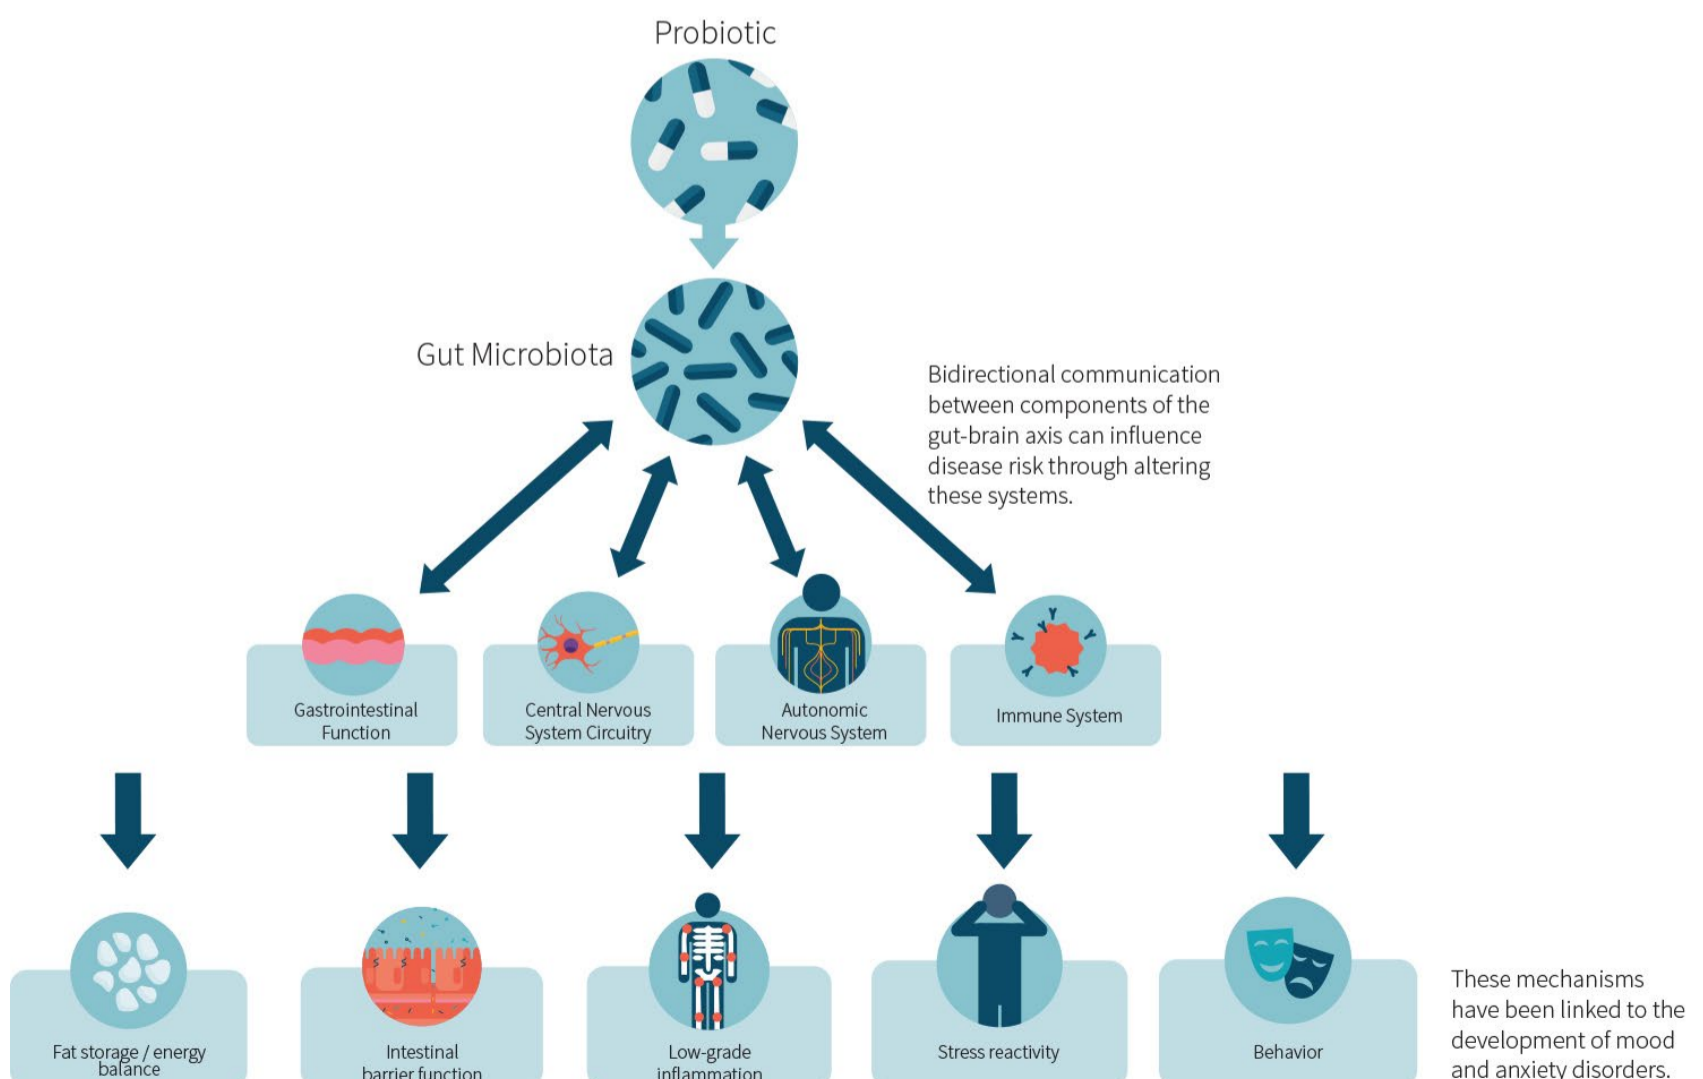 Probiotic
Gut Microbiota
Bidirectional communication
between components of the
gut-brain axis can influence
disease risk through altering
these systems.
Gastrointestinal
Function
Central Nervous
System Circuitry
Autonomic
Nervous System
Immune System
Fat storage / energy
balance
Intestinal
barrier function
Low-grade
inflammation
Stress reactivity
Behavior
These mechanisms
have been linked to the
development of mood
and anxiety disorders.